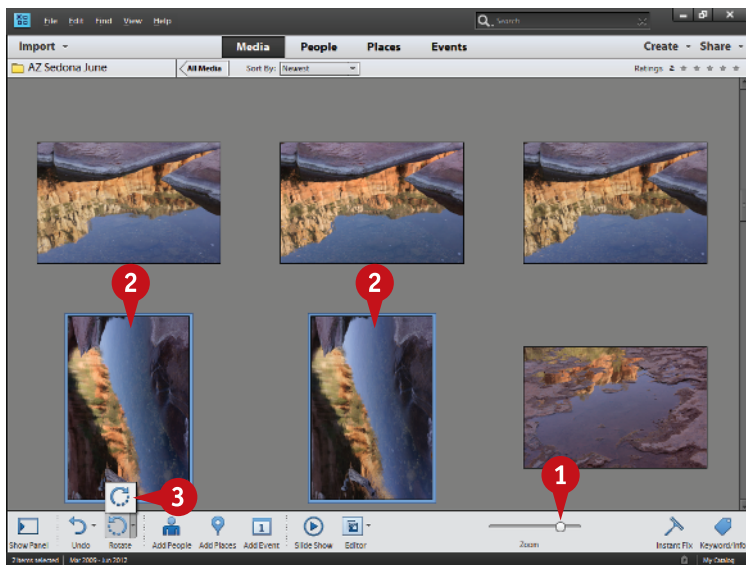 File Edit Find View Help Search
Import Media People Places Events Create Share
AZ Sedona June All Media Sort By: Newest Ratings
2 2
3 1
Show Panel Undo Rotate Add People Add Places Add Event 1 Slide Show Editor Zoom Instant Fix Keyword/Info
2 items selected Mar 2009 - Jun 2012 My Catalog